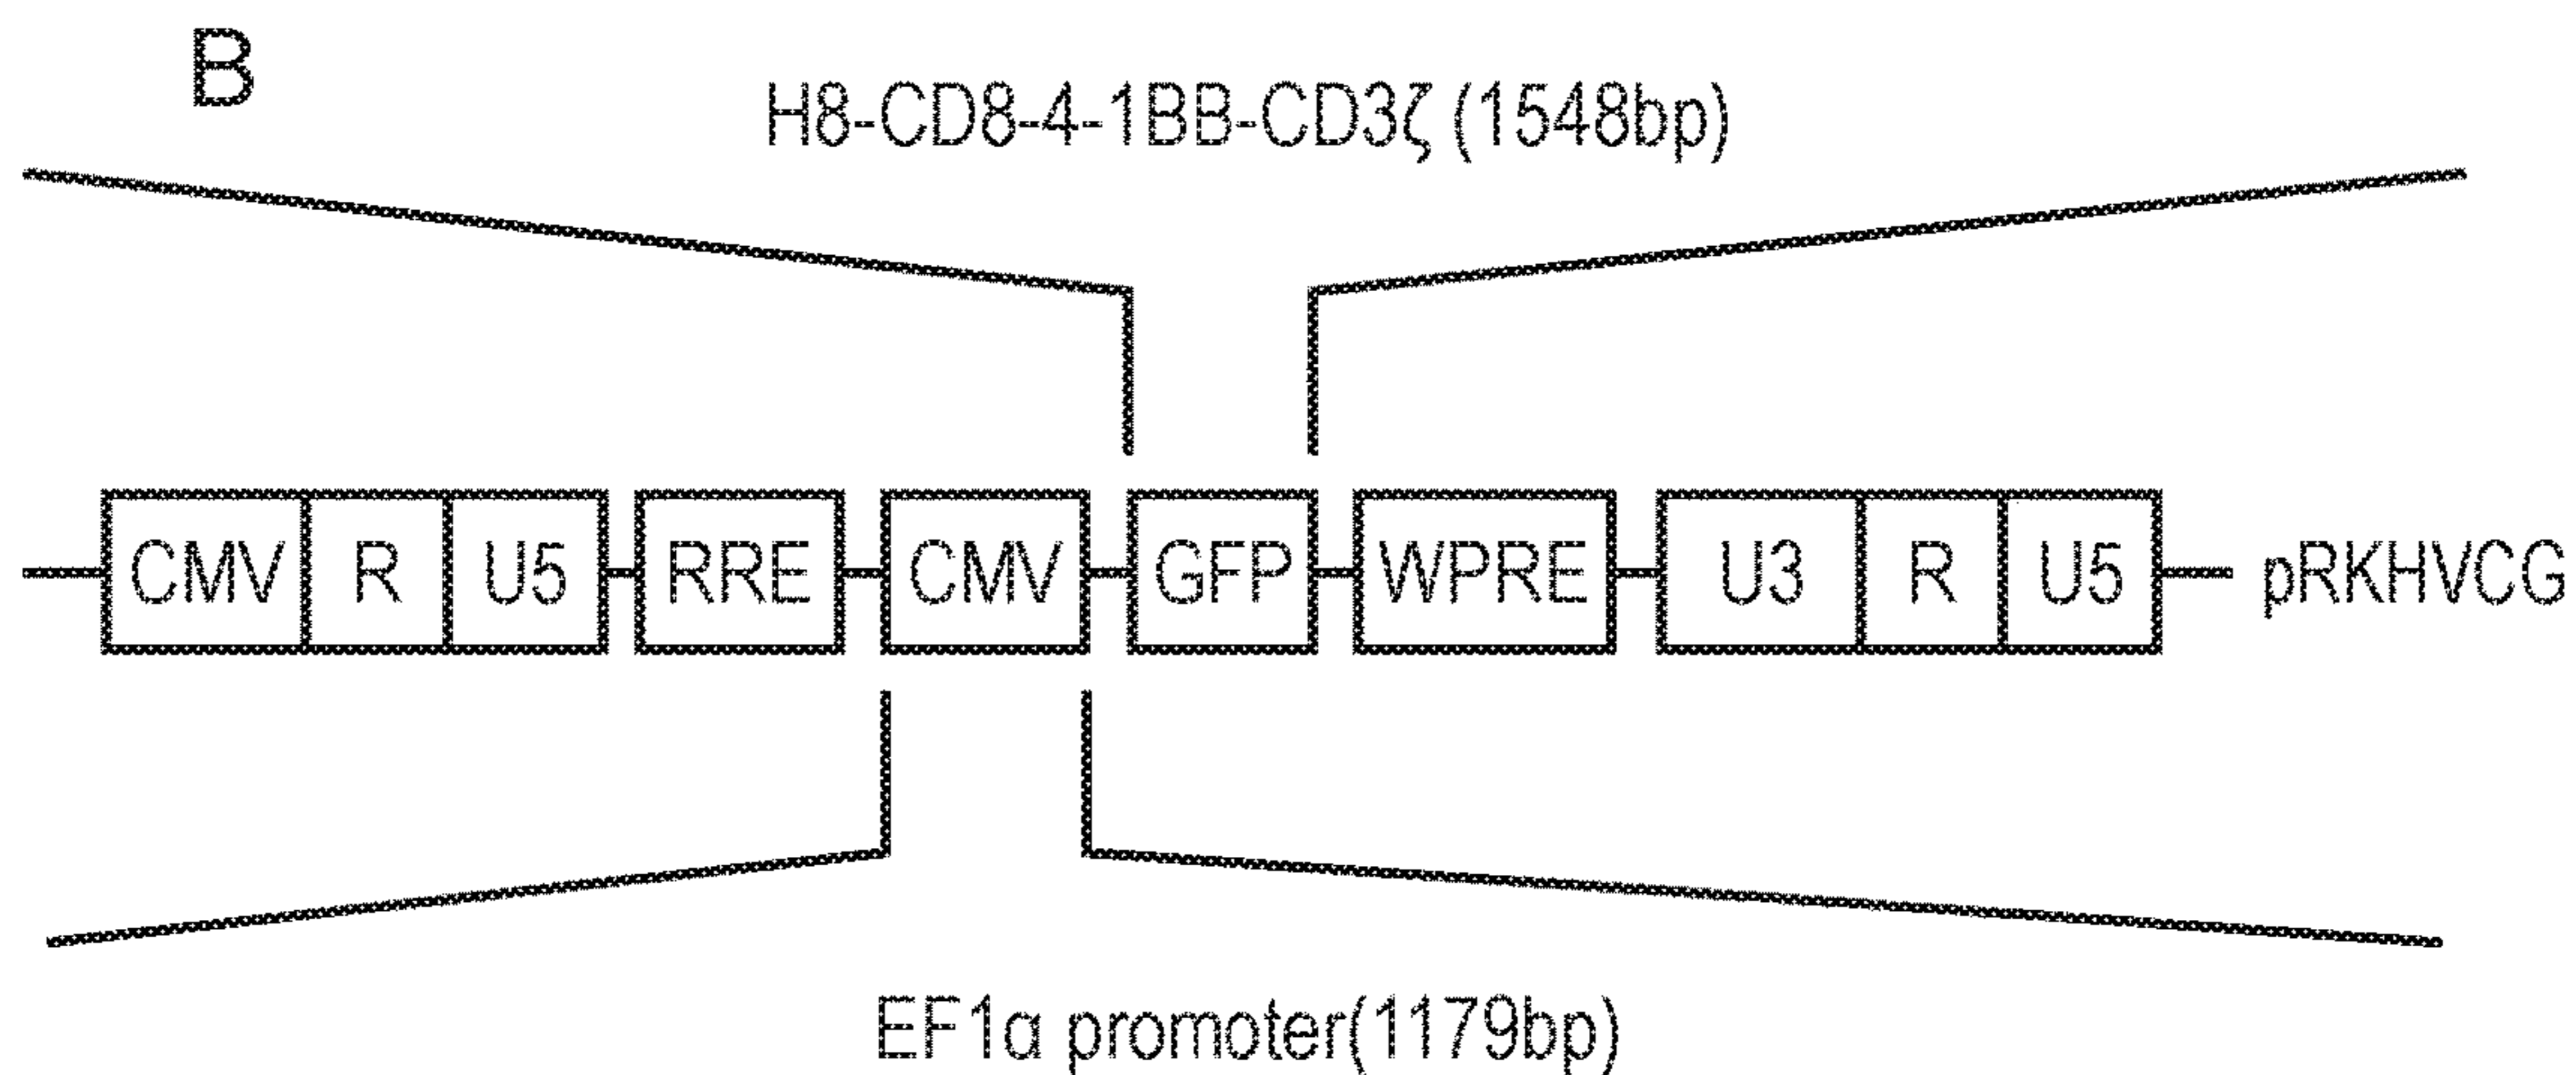 B
H8-CD8-4-1BB-CD3ζ (1548bp)
CMV R U5 RRE CMV GFP WPRE U3 R U5 pRKHVCG
EF1α promoter(1179bp)